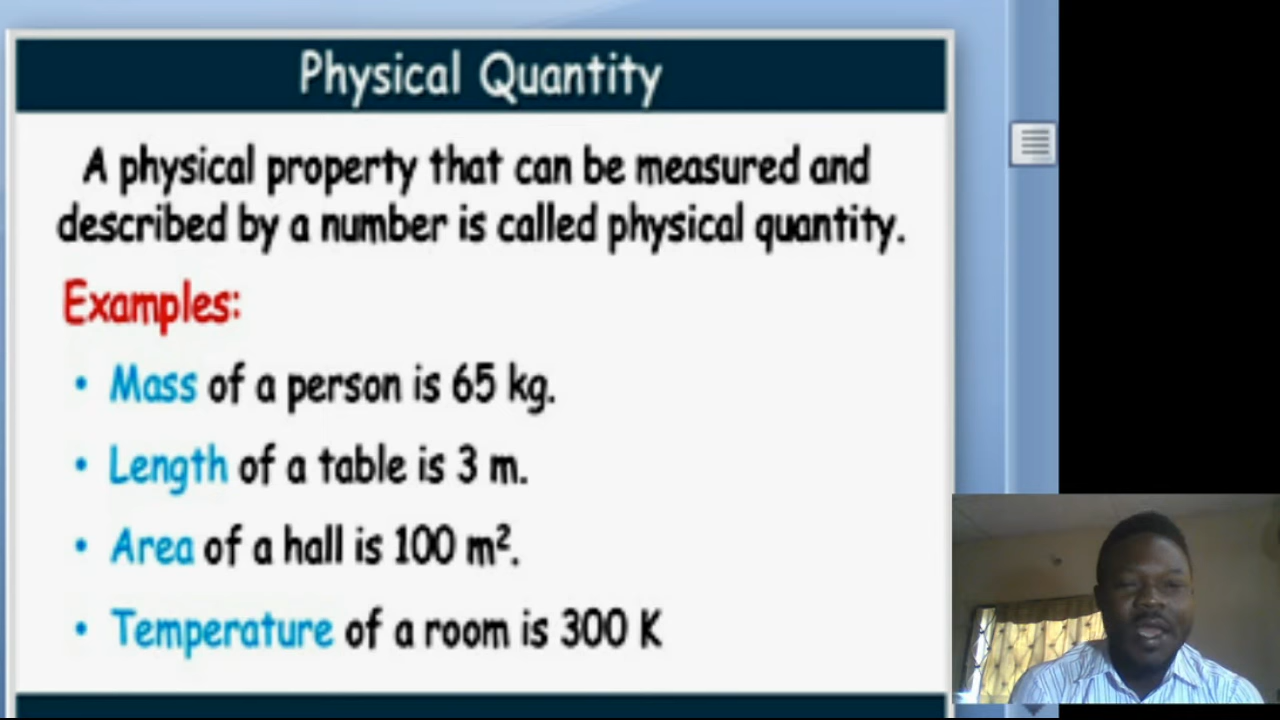 Physical Quantity
A physical property that can be measured and
described by a number is called physical quantity.
Examples:
• Mass of a person is 65 kg.
• Length of a table is 3 m.
• Area of a hall is 100 m².
• Temperature of a room is 300 K